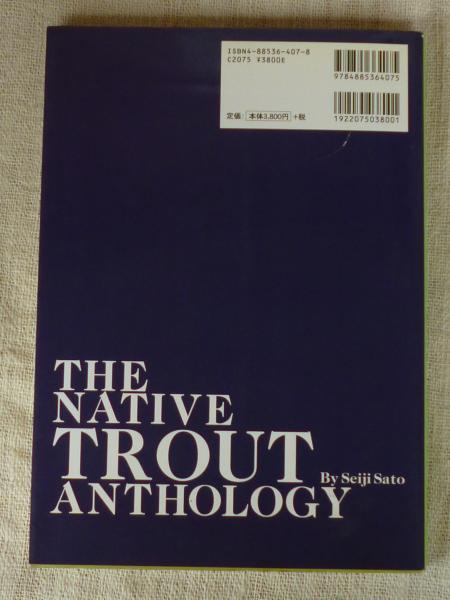 ISBN4-88536-407-8
C2075 ¥3800E
9784885364075
定価: 本体3,800円 +税
1922075038001
THE
NATIVE
TROUT
By Seiji Sato
ANTHOLOGY